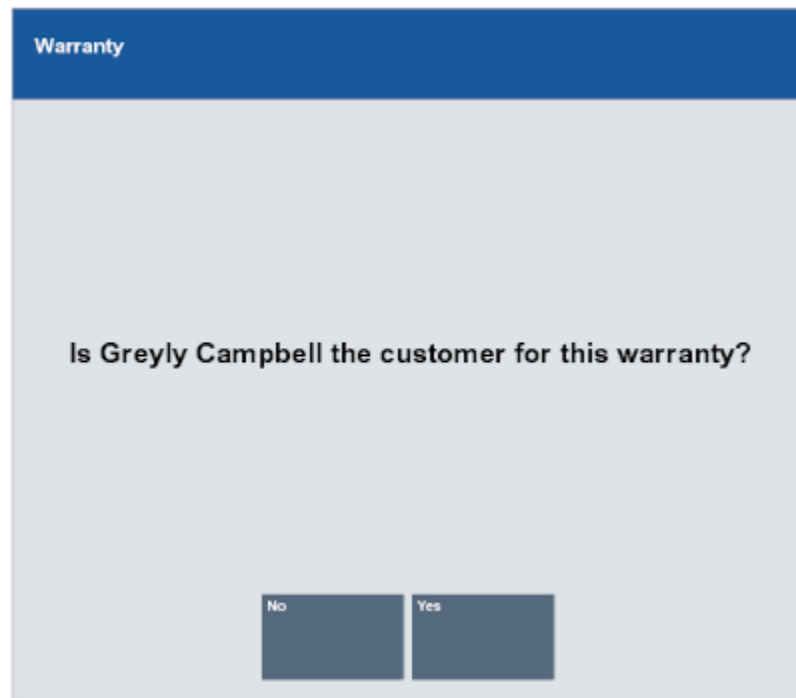 Warranty
Is Greyly Campbell the customer for this warranty?
No
Yes